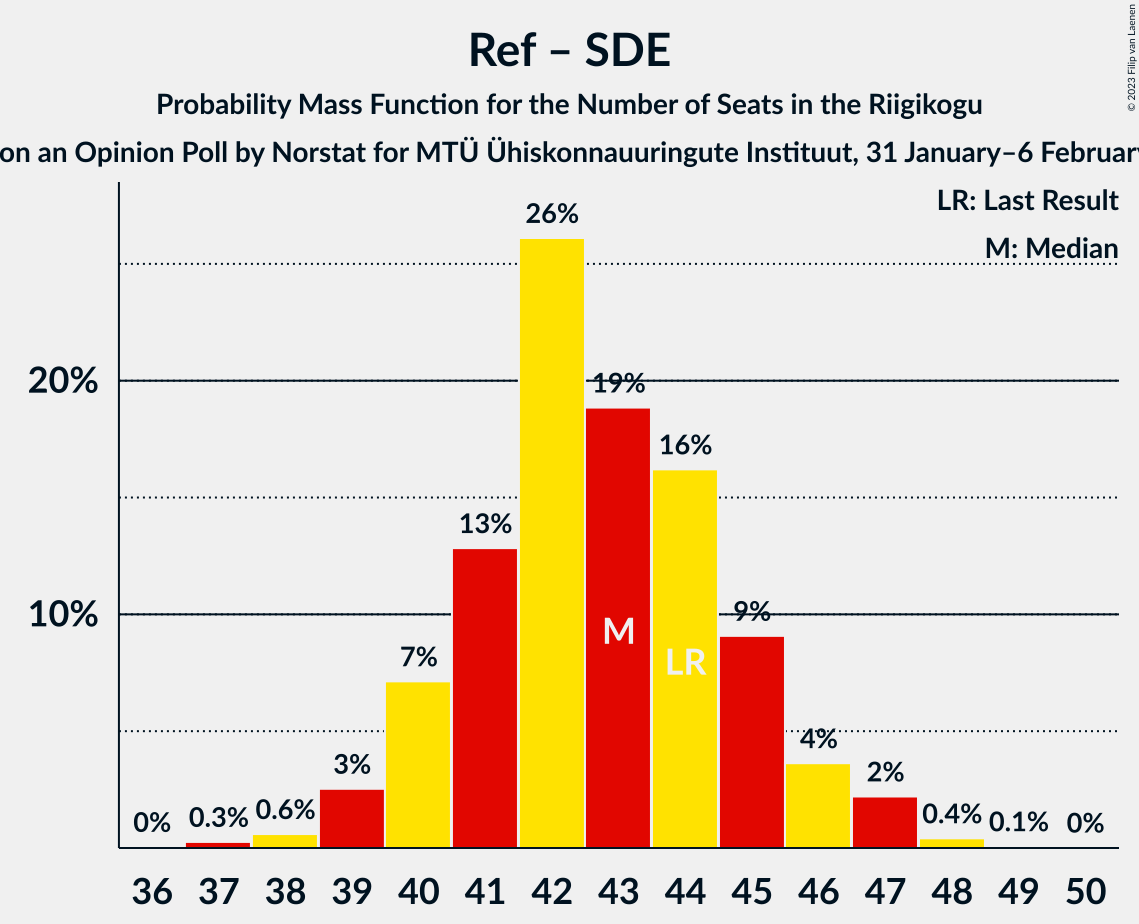 © 2023 Filip van Laenen
Ref – SDE
Probability Mass Function for the Number of Seats in the Riigikogu
on an Opinion Poll by Norstat for MTÜ Ühiskonnauuringute Instituut, 31 January–6 February
LR: Last Result
M: Median
26%
20%
19%
16%
13%
10%
9%
M
LR
7%
4%
3%
2%
0% 0.3% 0.6% 0.4% 0.1% 0%
36 37 38 39 40 41 42 43 44 45 46 47 48 49 50